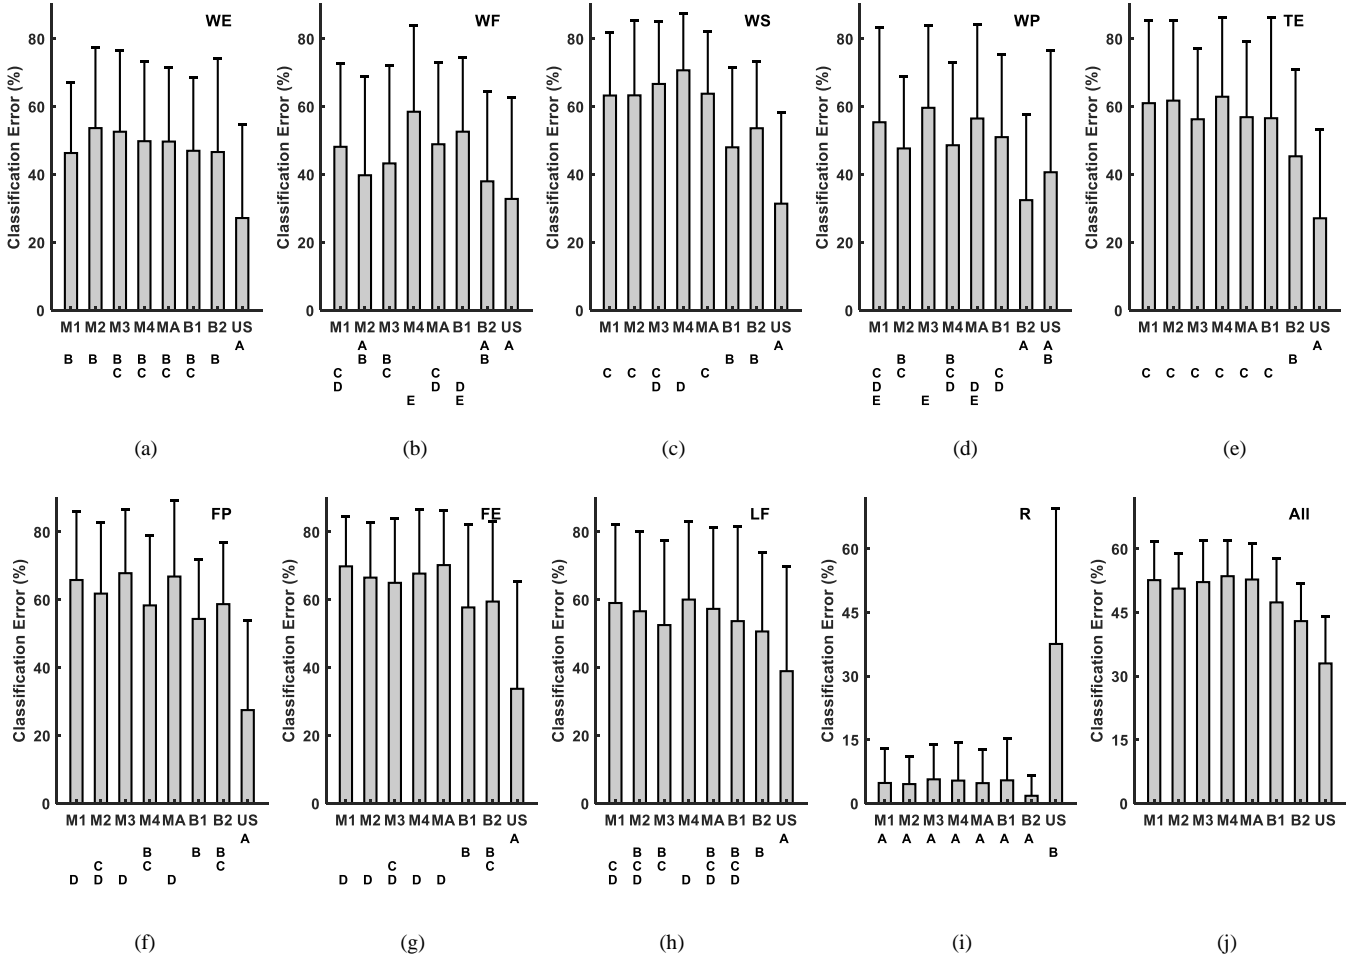 WE
Classification Error (%)
80
60
40
20
0
M1 M2 M3 M4 MA B1 B2 US
A
B B B B B B B
C C C C
(a)
WF
Classification Error (%)
80
60
40
20
0
M1 M2 M3 M4 MA B1 B2 US
A A A
B B B
C C C
D D D
E E
(b)
WS
Classification Error (%)
80
60
40
20
0
M1 M2 M3 M4 MA B1 B2 US
A
B B
C C C C
D D
(c)
WP
Classification Error (%)
80
60
40
20
0
M1 M2 M3 M4 MA B1 B2 US
A A
B B B
C C C C
D D D D
E E E
(d)
TE
Classification Error (%)
80
60
40
20
0
M1 M2 M3 M4 MA B1 B2 US
A
B
C C C C C C
(e)
FP
Classification Error (%)
80
60
40
20
0
M1 M2 M3 M4 MA B1 B2 US
A
B B B
C C C
D D D D
(f)
FE
Classification Error (%)
80
60
40
20
0
M1 M2 M3 M4 MA B1 B2 US
A
B B
C C
D D D D D
(g)
LF
Classification Error (%)
80
60
40
20
0
M1 M2 M3 M4 MA B1 B2 US
A
B B B B B
C C C C C
D D D D D
(h)
R
Classification Error (%)
60
45
30
15
0
M1 M2 M3 M4 MA B1 B2 US
A A A A A A A
B
(i)
All
Classification Error (%)
60
45
30
15
0
M1 M2 M3 M4 MA B1 B2 US
(j)